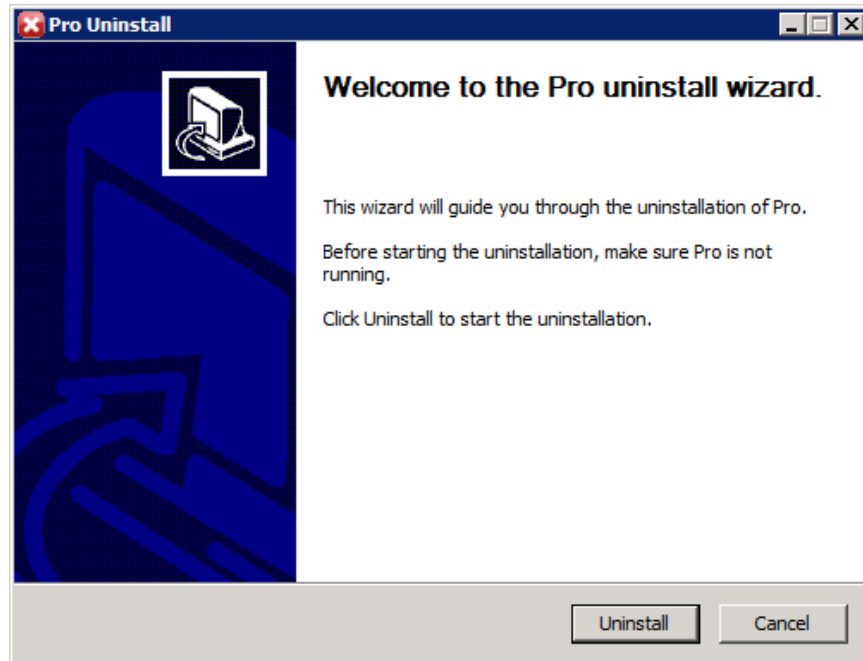 Pro Uninstall
Welcome to the Pro uninstall wizard.
This wizard will guide you through the uninstallation of Pro.
Before starting the uninstallation, make sure Pro is not
running.
Click Uninstall to start the uninstallation.
Uninstall
Cancel